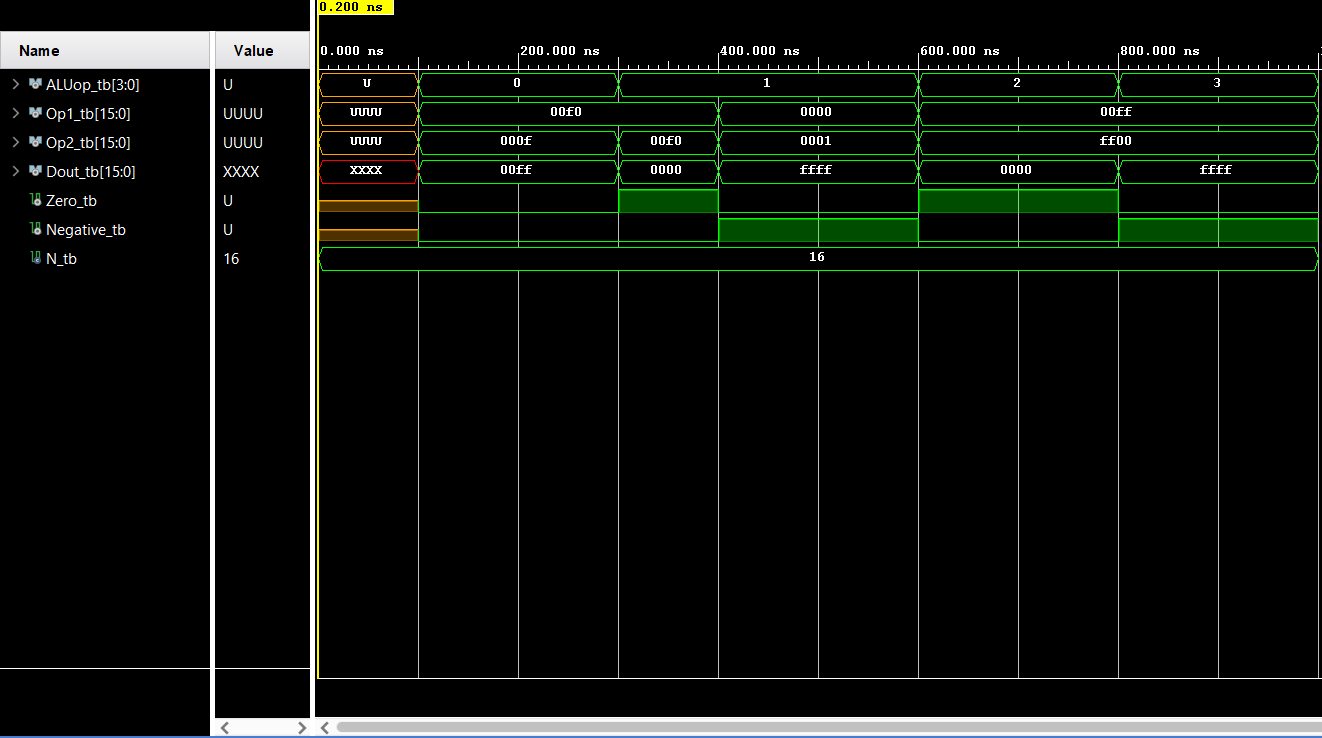 0.200 ns
Name Value 0.000 ns 200.000 ns 400.000 ns 600.000 ns 800.000 ns
ALUop_tb[3:0] U U 0 1 2 3
Op1_tb[15:0] UUUU UUUU 00f0 0000 00ff
Op2_tb[15:0] UUUU UUUU 000f 00f0 0001 ff00
Dout_tb[15:0] XXXX XXXX 00ff 0000 ffff 0000 ffff
Zero_tb U
Negative_tb U
N_tb 16 16